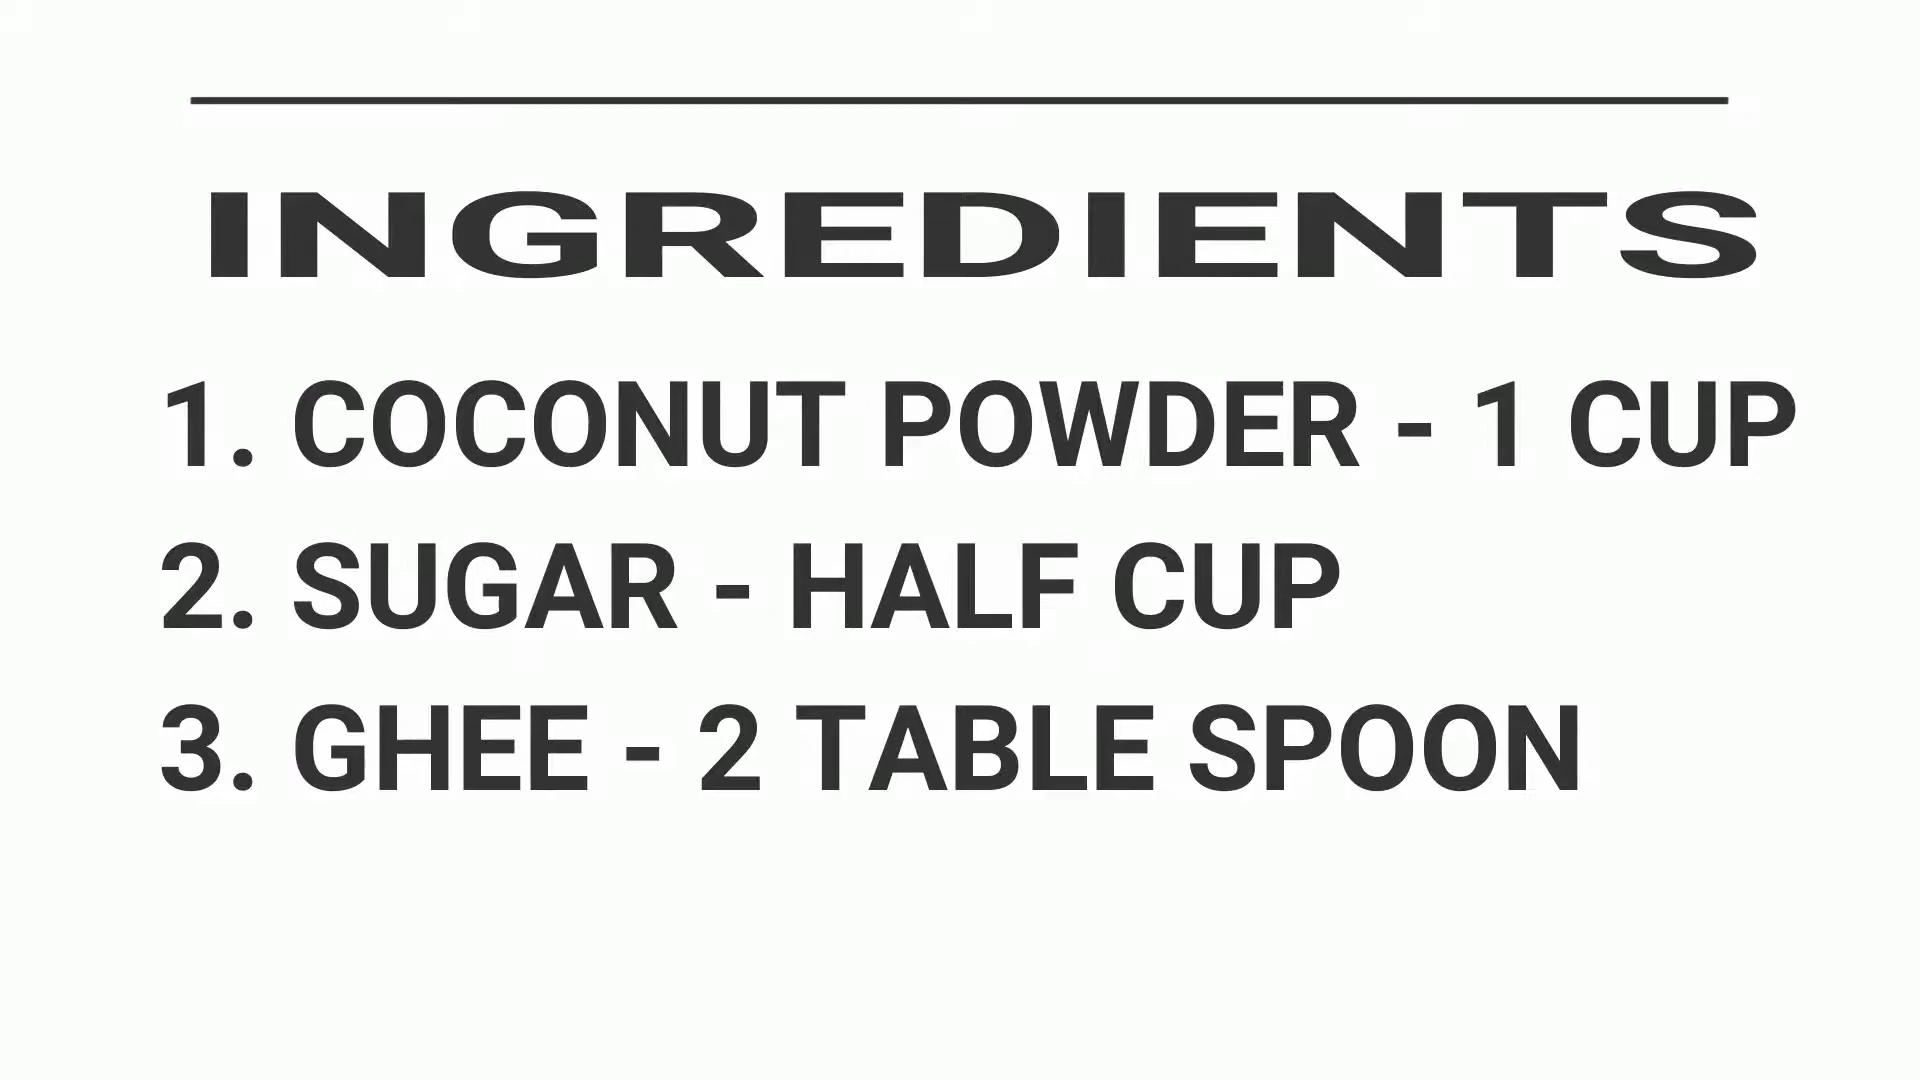 INGREDIENTS
1. COCONUT POWDER - 1 CUP
2. SUGAR - HALF CUP
3. GHEE - 2 TABLE SPOON